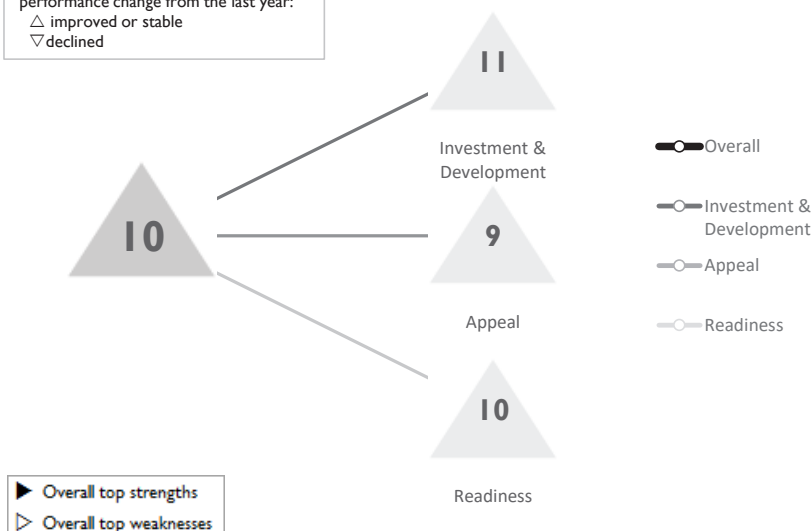 performance change from the last year:
△ improved or stable
▽ declined
11
Investment &
Development
10
9
Appeal
10
Readiness
Overall
Investment &
Development
Appeal
Readiness
▶ Overall top strengths
▷ Overall top weaknesses